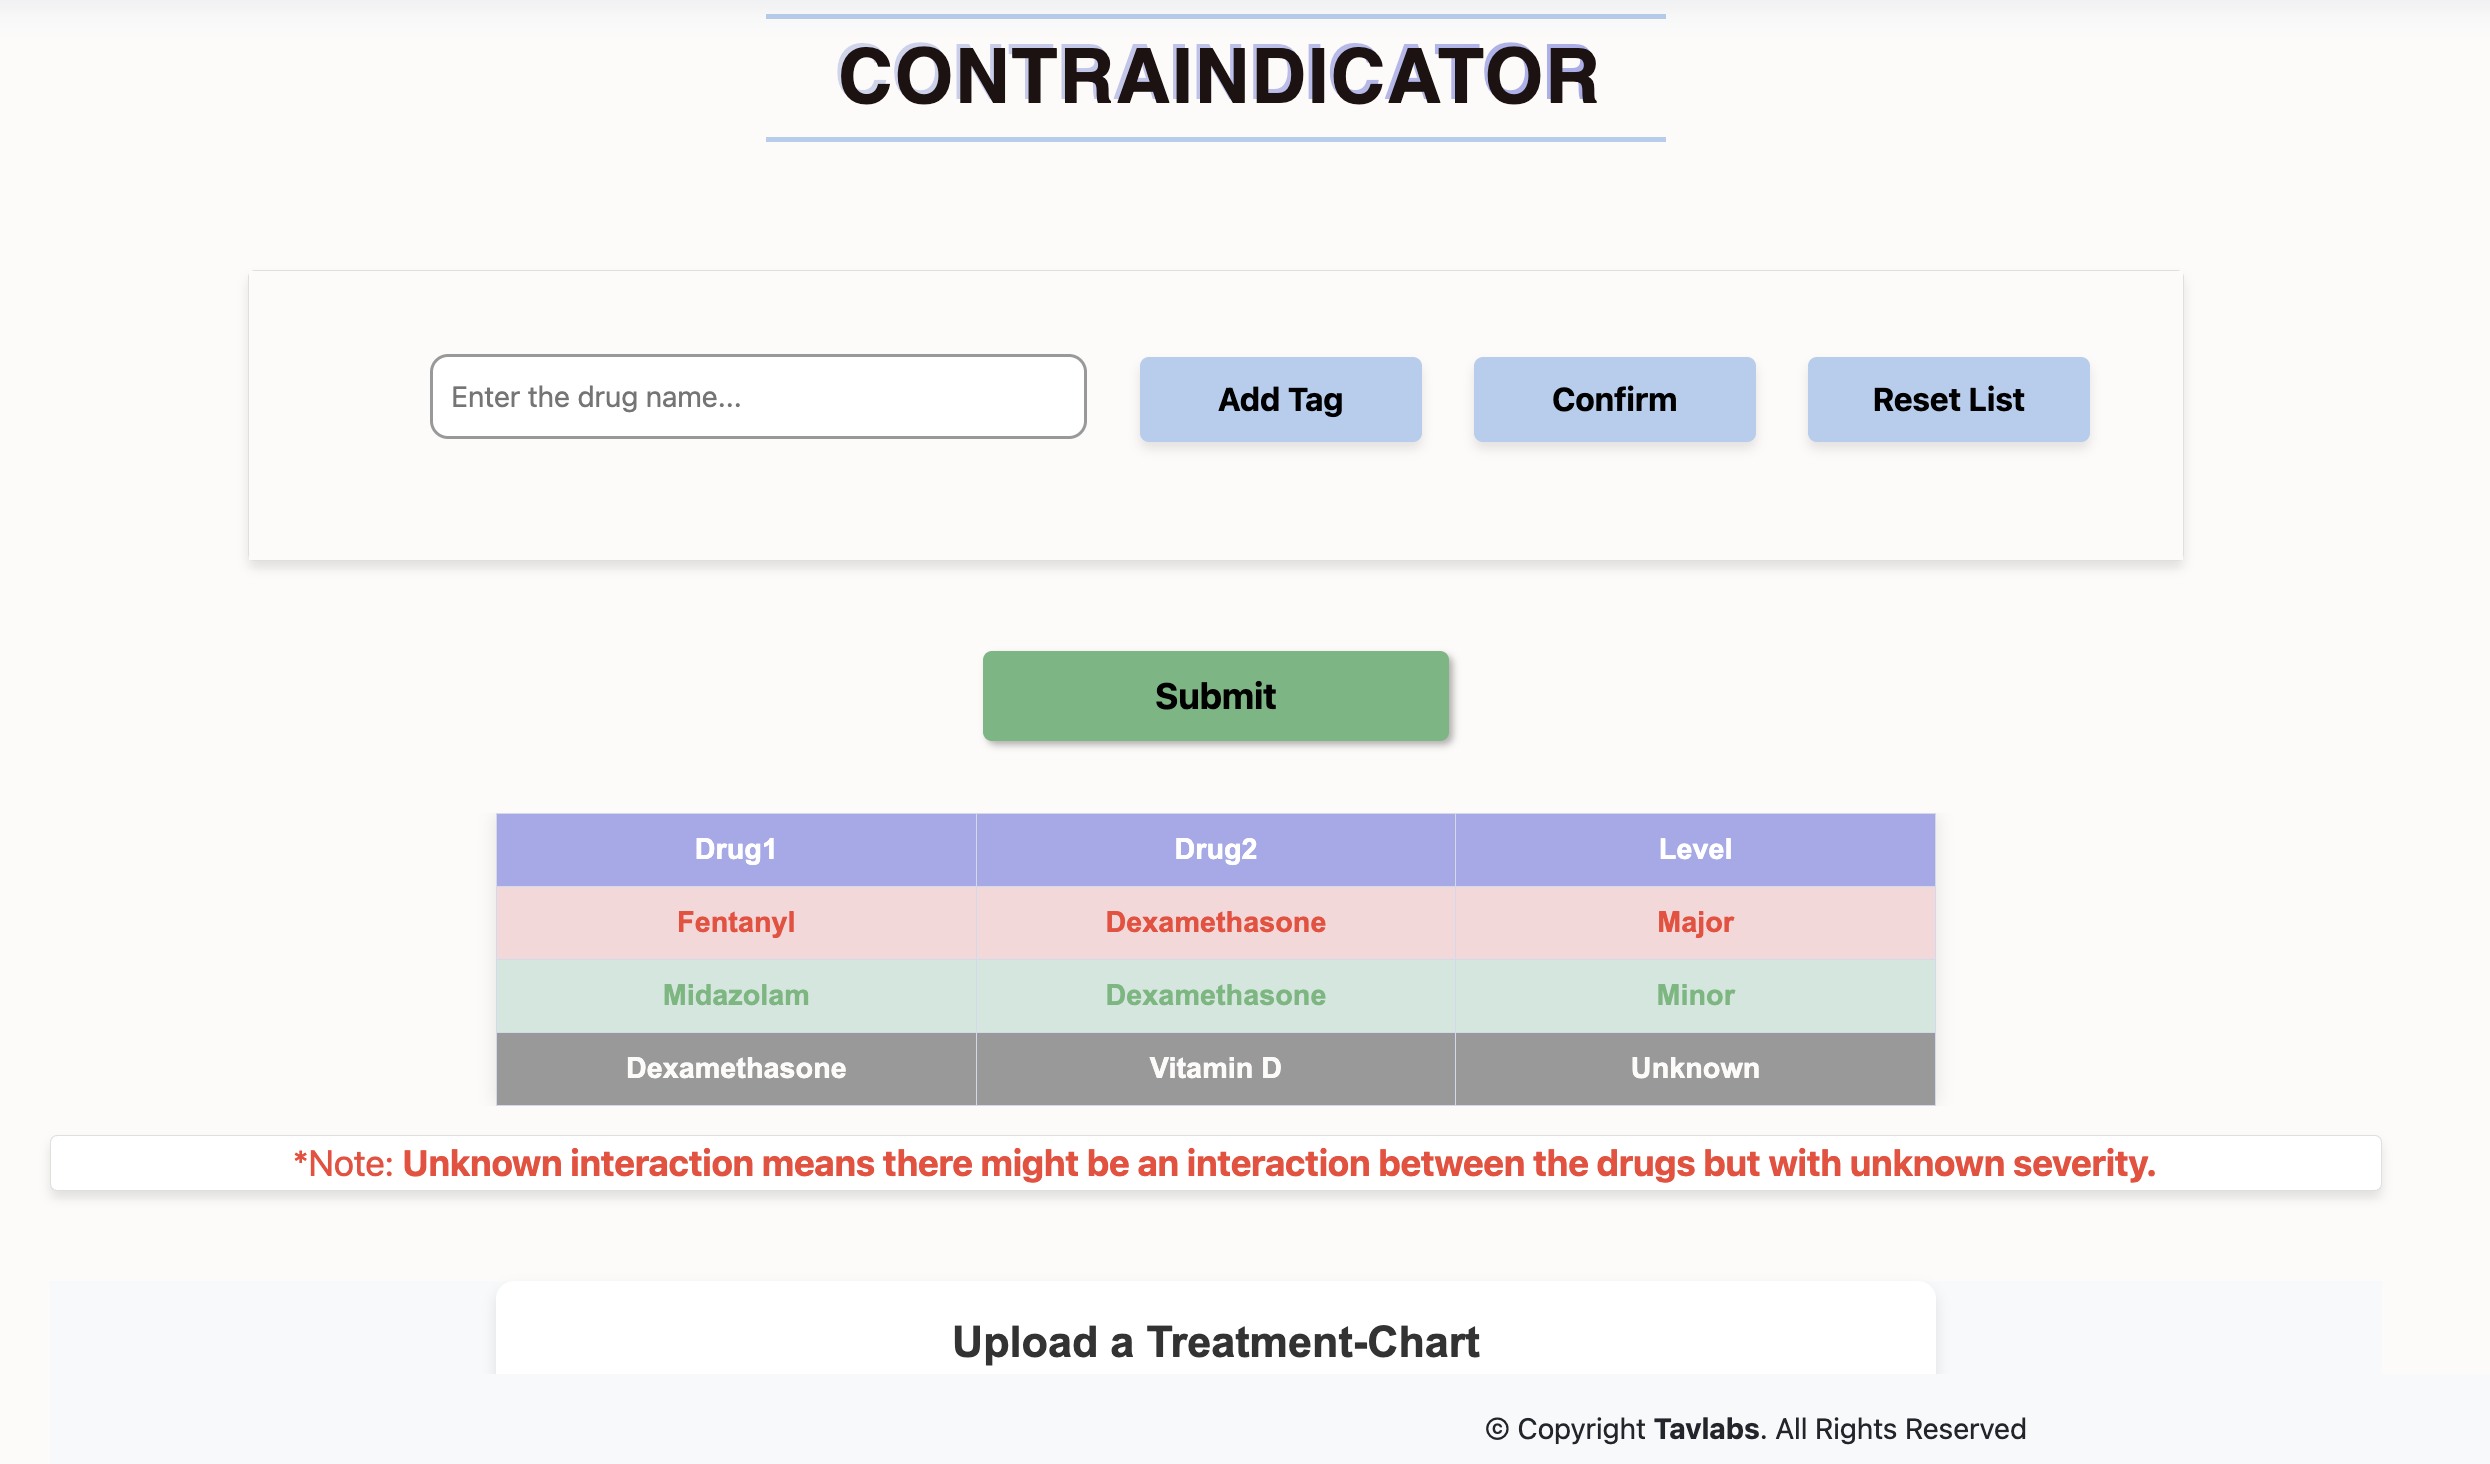 CONTRAINDICATOR
Enter the drug name...
Add Tag
Confirm
Reset List
Submit
Drug1 Drug2 Level
Fentanyl Dexamethasone Major
Midazolam Dexamethasone Minor
Dexamethasone Vitamin D Unknown
*Note: Unknown interaction means there might be an interaction between the drugs but with unknown severity.
Upload a Treatment-Chart
© Copyright Tavlabs. All Rights Reserved